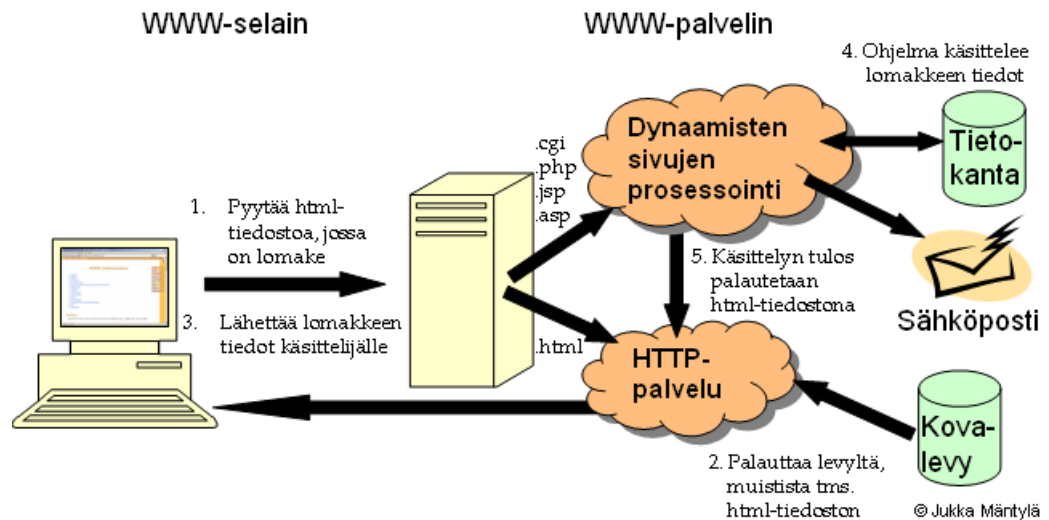 WWW-selain
WWW-palvelin
4. Ohjelma käsittelee
lomakkeen tiedot
Dynaamisten
sivujen
prosessointi
Tieto-
kanta
.cgi
.php
.jsp
.asp
1. Pyytää html-
tiedostoa, jossa
on lomake
3. Lähettää lomakkeen
tiedot käsittelijälle
5. Käsittelyn tulos
palautetaan
html-tiedostona
Sähköposti
.html
HTTP-
palvelu
Kova-
levy
2. Palauttaa levyltä,
muistista tms.
html-tiedoston
© Jukka Mäntylä